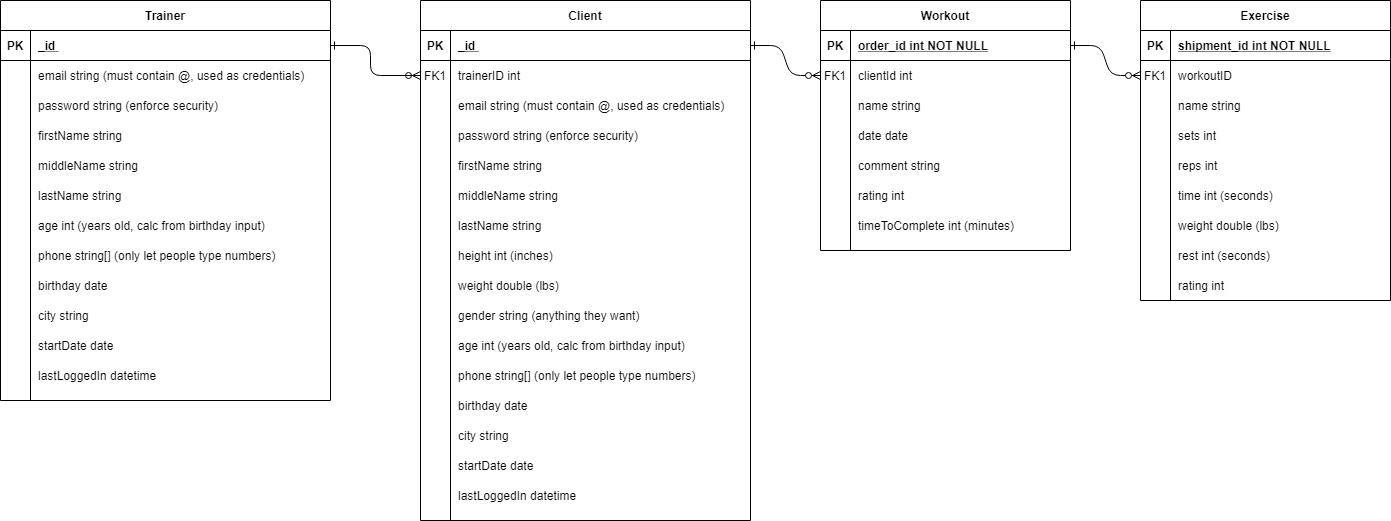 Trainer
PK _id
email string (must contain @, used as credentials)
password string (enforce security)
firstName string
middleName string
lastName string
age int (years old, calc from birthday input)
phone string[] (only let people type numbers)
birthday date
city string
startDate date
lastLoggedIn datetime
Client
PK _id
FK1 trainerID int
email string (must contain @, used as credentials)
password string (enforce security)
firstName string
middleName string
lastName string
height int (inches)
weight double (lbs)
gender string (anything they want)
age int (years old, calc from birthday input)
phone string[] (only let people type numbers)
birthday date
city string
startDate date
lastLoggedIn datetime
Workout
PK order_id int NOT NULL
FK1 clientId int
name string
date date
comment string
rating int
timeToComplete int (minutes)
Exercise
PK shipment_id int NOT NULL
FK1 workoutID
name string
sets int
reps int
time int (seconds)
weight double (lbs)
rest int (seconds)
rating int